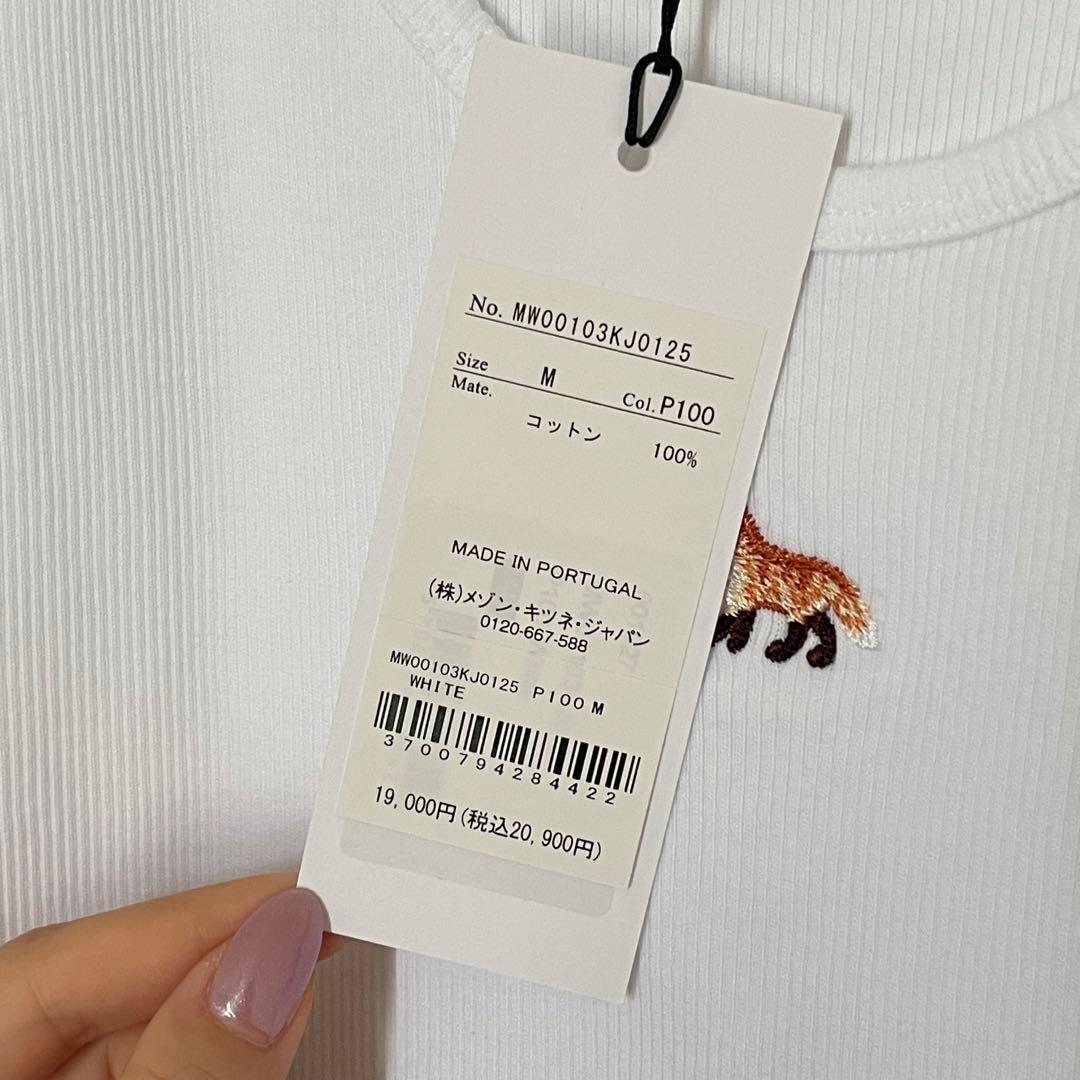 No. MW00103KJ0125
Size M Col. P100
Mate.
コットン 100%
MADE IN PORTUGAL
(株)メゾン・キツネ・ジャパン
0120-667-588
MW00103KJ0125 P100 M
WHITE
3700794284422
19,000円(税込20,900円)